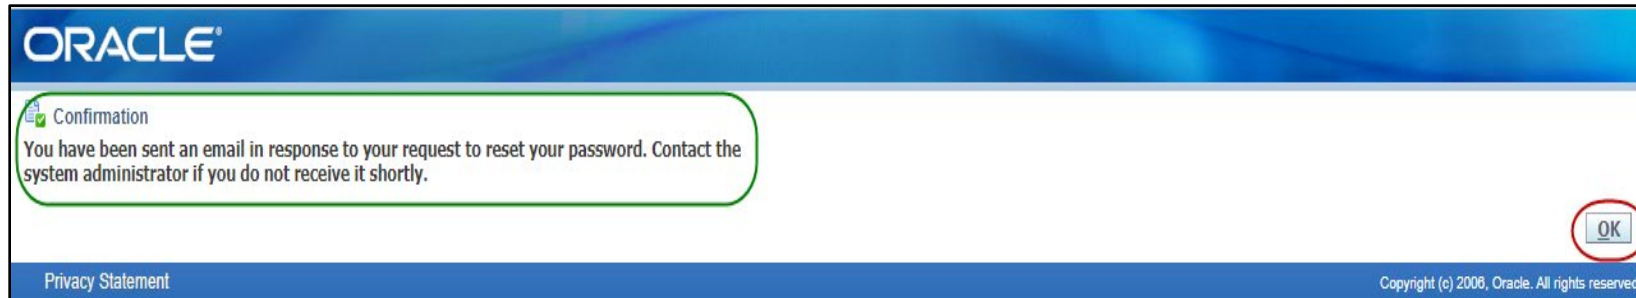 ORACLE®
Confirmation
You have been sent an email in response to your request to reset your password. Contact the
system administrator if you do not receive it shortly.
OK
Privacy Statement
Copyright (c) 2006, Oracle. All rights reserved